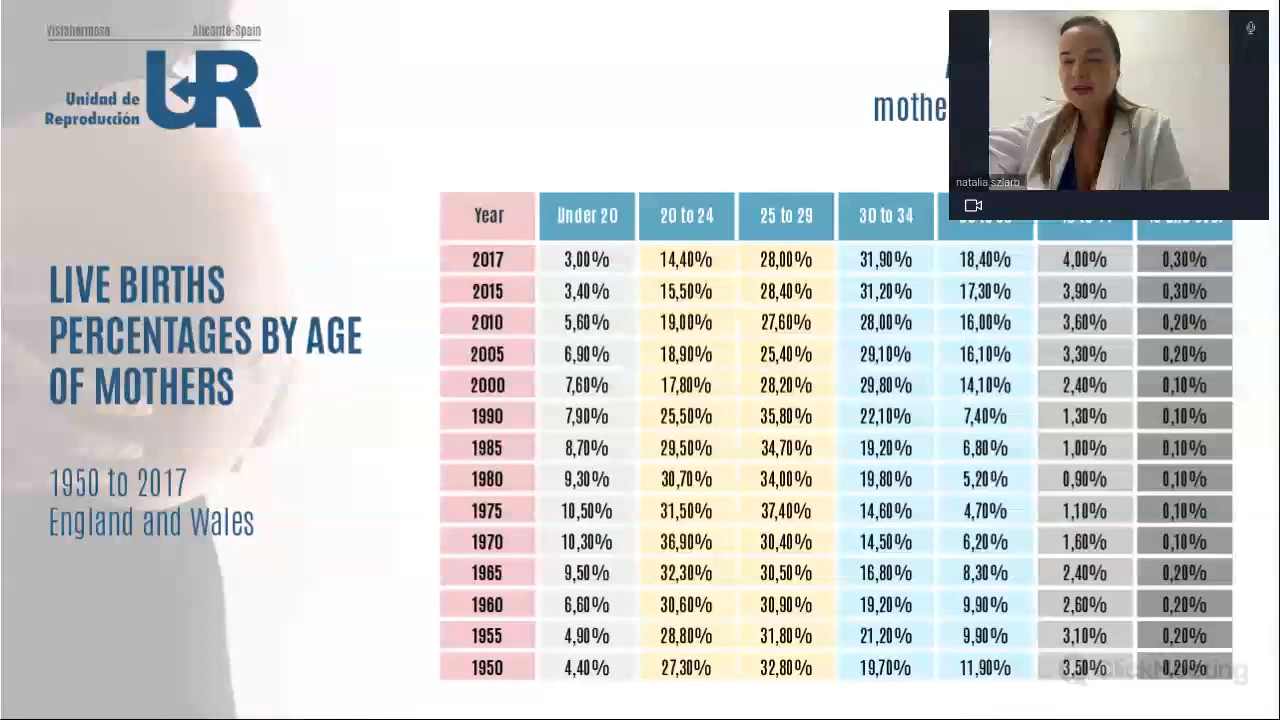 Vistahermosa Alicante-Spain
UR
Unidad de
Reproducción
mothe
natalia szlarb
LIVE BIRTHS
PERCENTAGES BY AGE
OF MOTHERS
1950 to 2017
England and Wales
Year Under 20 20 to 24 25 to 29 30 to 34
2017 3,00% 14,40% 28,00% 31,90% 18,40% 4,00% 0,30%
2015 3,40% 15,50% 28,40% 31,20% 17,30% 3,90% 0,30%
2010 5,60% 19,00% 27,60% 28,00% 16,00% 3,60% 0,20%
2005 6,90% 18,90% 25,40% 29,10% 16,10% 3,30% 0,20%
2000 7,60% 17,80% 28,20% 29,80% 14,10% 2,40% 0,10%
1990 7,90% 25,50% 35,80% 22,10% 7,40% 1,30% 0,10%
1985 8,70% 29,50% 34,70% 19,20% 6,80% 1,00% 0,10%
1980 9,30% 30,70% 34,00% 19,80% 5,20% 0,90% 0,10%
1975 10,50% 31,50% 37,40% 14,60% 4,70% 1,10% 0,10%
1970 10,30% 36,90% 30,40% 14,50% 6,20% 1,60% 0,10%
1965 9,50% 32,30% 30,50% 16,80% 8,30% 2,40% 0,20%
1960 6,60% 30,60% 30,90% 19,20% 9,90% 2,60% 0,20%
1955 4,90% 28,80% 31,80% 21,20% 9,90% 3,10% 0,20%
1950 4,40% 27,30% 32,80% 19,70% 11,90% 3,50% 0,20%
ClickMeeting